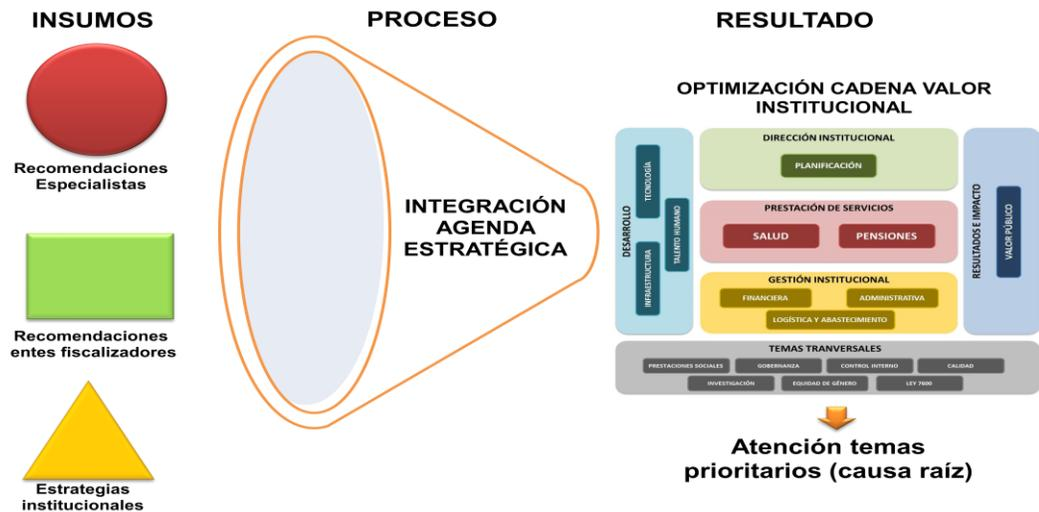 INSUMOS
Recomendaciones
Especialistas
Recomendaciones
entes fiscalizadores
Estrategias
institucionales
PROCESO
INTEGRACIÓN
AGENDA
ESTRATÉGICA
RESULTADO
OPTIMIZACIÓN CADENA VALOR
INSTITUCIONAL
DESARROLLO
TECNOLOGÍA
TALENTO HUMANO
INFRAESTRUCTURA
DIRECCIÓN INSTITUCIONAL
PLANIFICACIÓN
PRESTACIÓN DE SERVICIOS
SALUD
PENSIONES
GESTIÓN INSTITUCIONAL
FINANCIERA
ADMINISTRATIVA
LOGÍSTICA Y ABASTECIMIENTO
RESULTADOS E IMPACTO
VALOR PÚBLICO
TEMAS TRANVERSALES
PRESTACIONES SOCIALES
GOBERNANZA
CONTROL INTERNO
CALIDAD
INVESTIGACIÓN
EQUIDAD DE GÉNERO
LEY 7600
Atención temas
prioritarios (causa raíz)